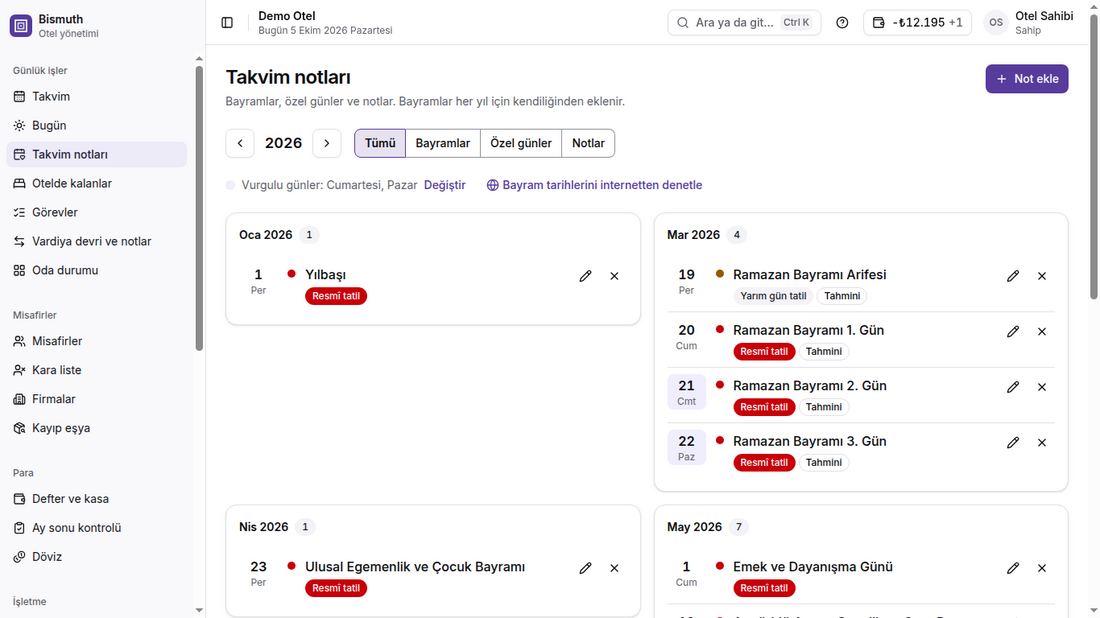 Bismuth
Otel yönetimi
Günlük işler
Takvim
Bugün
Takvim notları
Otelde kalanlar
Görevler
Vardiya devri ve notlar
Oda durumu
Misafirler
Misafirler
Kara liste
Firmalar
Kayıp eşya
Para
Defter ve kasa
Ay sonu kontrolü
Döviz
İşletme
Demo Otel
Bugün 5 Ekim 2026 Pazartesi
Ara ya da git... Ctrl K
-₺12.195 +1
OS
Otel Sahibi
Sahip
Takvim notları
Bayramlar, özel günler ve notlar. Bayramlar her yıl için kendiliğinden eklenir.
Not ekle
2026
Tümü Bayramlar Özel günler Notlar
Vurgulu günler: Cumartesi, Pazar Değiştir Bayram tarihlerini internetten denetle
Oca 2026 1
1 Yılbaşı
Per Resmî tatil
Mar 2026 4
19 Ramazan Bayramı Arifesi
Per Yarım gün tatil Tahmini
20 Ramazan Bayramı 1. Gün
Cum Resmî tatil Tahmini
21 Ramazan Bayramı 2. Gün
Cmt Resmî tatil Tahmini
22 Ramazan Bayramı 3. Gün
Paz Resmî tatil Tahmini
Nis 2026 1
23 Ulusal Egemenlik ve Çocuk Bayramı
Per Resmî tatil
May 2026 7
1 Emek ve Dayanışma Günü
Cum Resmî tatil